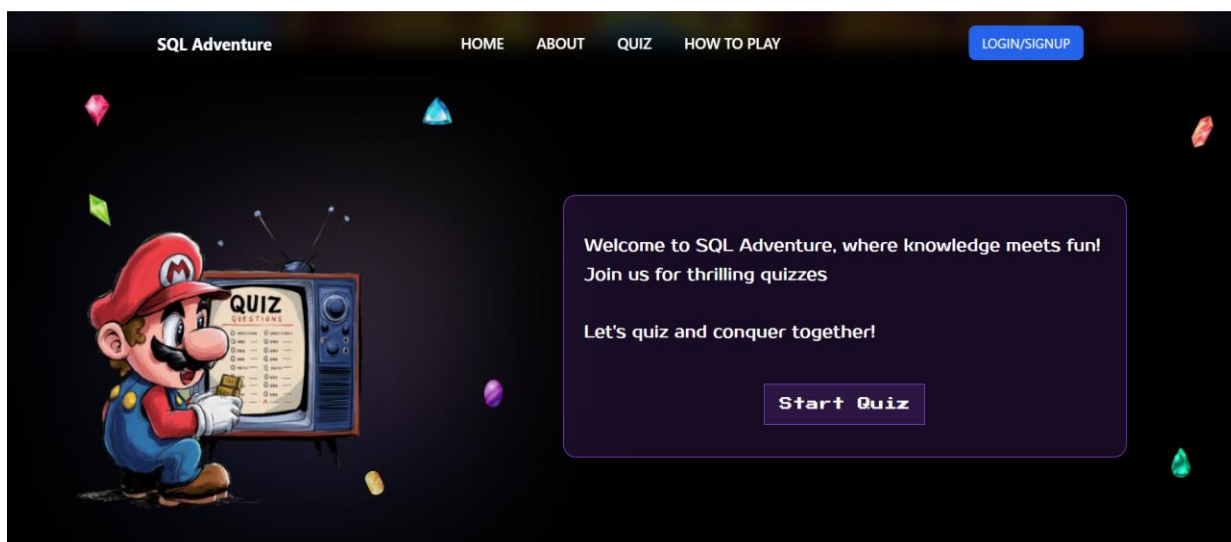 SQL Adventure
HOME ABOUT QUIZ HOW TO PLAY
LOGIN/SIGNUP
M
QUIZ
QUESTIONS
Welcome to SQL Adventure, where knowledge meets fun!
Join us for thrilling quizzes
Let's quiz and conquer together!
Start Quiz